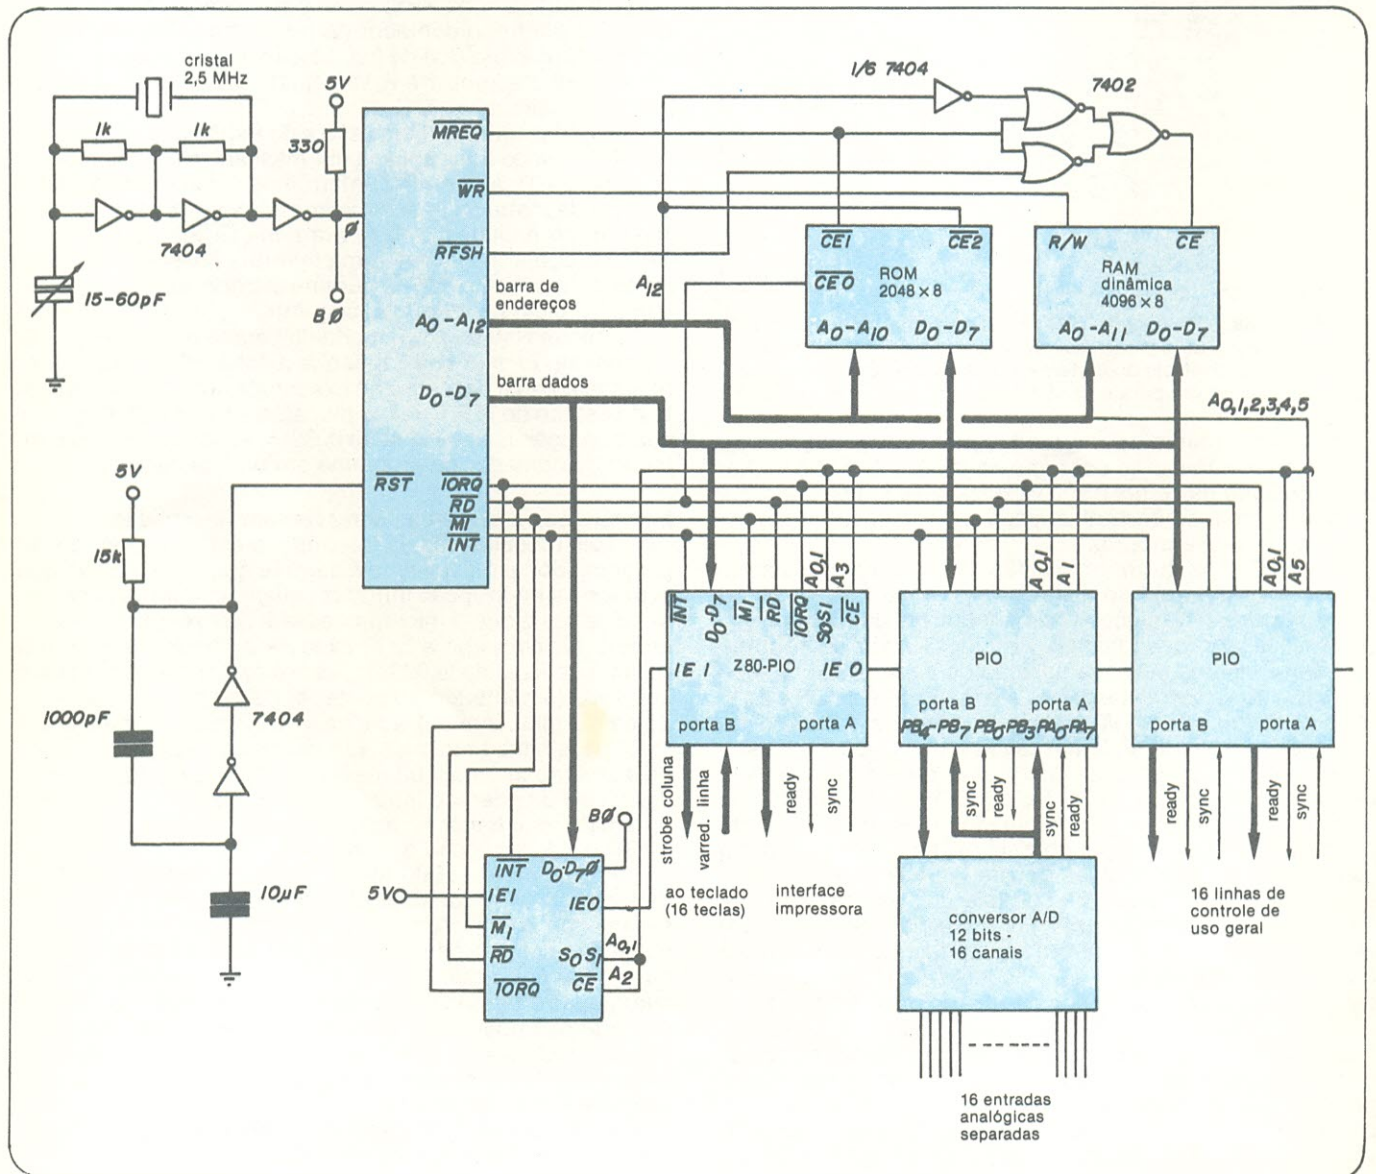 cristal
2,5 MHz
1k
1k
5V
330
7404
Ø
15-60pF
BØ
MREQ
WR
RFSH
barra de
endereços
A0-A12
barra dados
D0-D7
RST
IORQ
RD
M1
INT
A12
1/6 7404
7402
CE1
CE2
CE0
ROM
2048 × 8
A0-A10
D0-D7
R/W
CE
RAM
dinâmica
4096 × 8
A0-A11
D0-D7
A0,1,2,3,4,5
5V
15k
1000pF
7404
10µF
A0,1
A3
A0,1
A1
A0,1
A5
INT
D0-D7
M1
RD
IORQ
S0S1
CE
IE I
Z80-PIO
IE O
porta B
porta A
PIO
porta B
porta A
PB4-PB7
PB0-PB3
PA0-PA7
PIO
porta B
porta A
strobe coluna
varred. linha
ready
sync
sync
ready
sync
ready
ready
sync
ready
sync
ao teclado
(16 teclas)
interface
impressora
16 linhas de
controle de
uso geral
BØ
5V
INT
D0-D7
Ø
IEI
IEO
M1
RD
S0 S1
A0,1
IORQ
CE
A2
conversor A/D
12 bits -
16 canais
16 entradas
analógicas
separadas